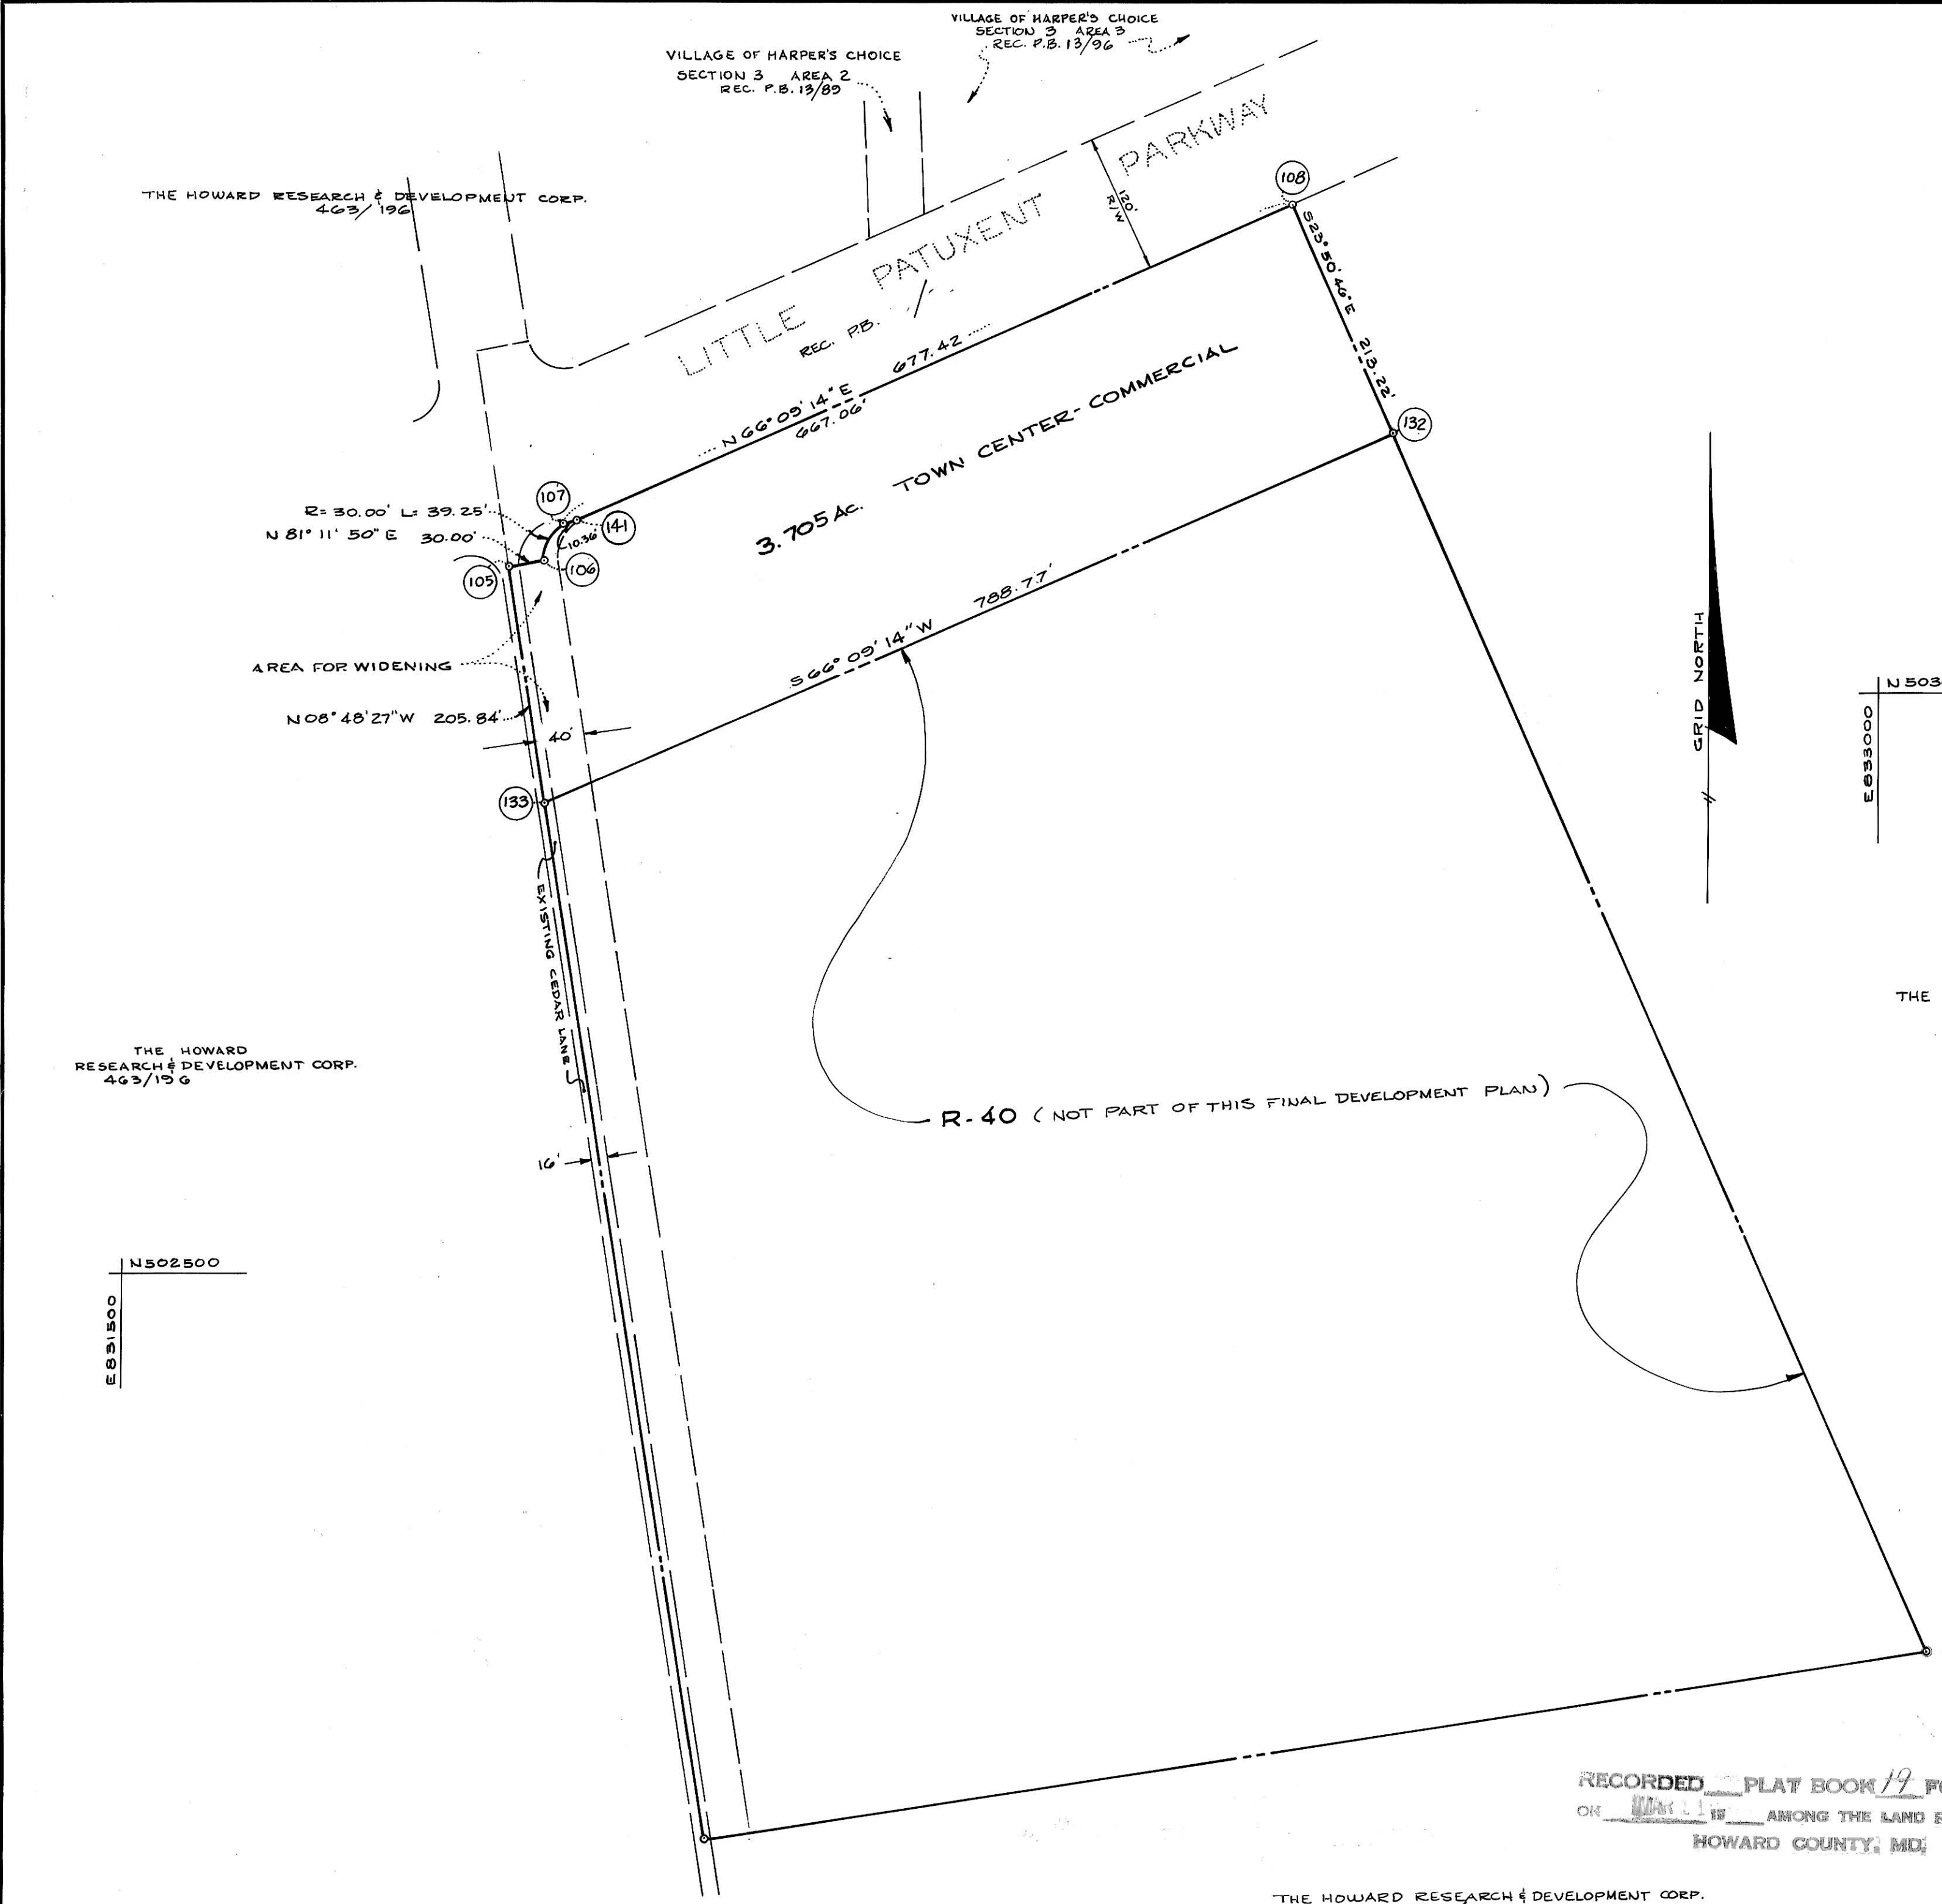 VILLAGE OF HARPER'S CHOICE
SECTION 3 AREA 3
REC. P.B. 13/96
VILLAGE OF HARPER'S CHOICE
SECTION 3 AREA 2
REC. P.B. 13/89
THE HOWARD RESEARCH & DEVELOPMENT CORP.
463/196
LITTLE PATUXENT PARKWAY
REC. P.B.
120'
R/W
108
S23°50'46"E 213.22'
132
N66°09'14"E 677.42
667.06'
3.705 Ac. TOWN CENTER-COMMERCIAL
107
R=30.00' L=39.25'
N 81° 11' 50" E 30.00'
141
10.36'
105
106
788.77'
S66°09'14"W
AREA FOR WIDENING
N08°48'27"W 205.84'
40'
133
GRID NORTH
N503
E833000
EXISTING CEDAR LANE
THE
THE HOWARD
RESEARCH & DEVELOPMENT CORP.
463/196
R-40 (NOT PART OF THIS FINAL DEVELOPMENT PLAN)
16'
N502500
E831500
RECORDED PLAT BOOK 19 FO
ON MAR 1 AMONG THE LAND
HOWARD COUNTY, MD.
THE HOWARD RESEARCH & DEVELOPMENT CORP.